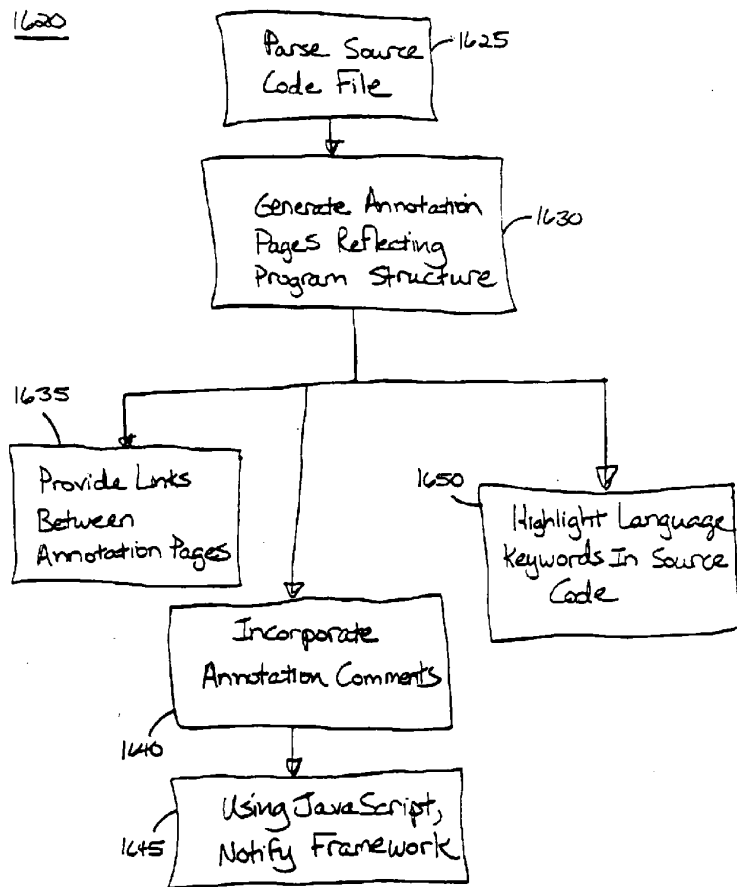 1620
Parse Source
Code File
1625
Generate Annotation
Pages Reflecting
Program Structure
1630
1635
Provide Links
Between
Annotation Pages
1650
Highlight Language
Keywords In Source
Code
Incorporate
Annotation Comments
1640
Using JavaScript,
Notify Framework
1645